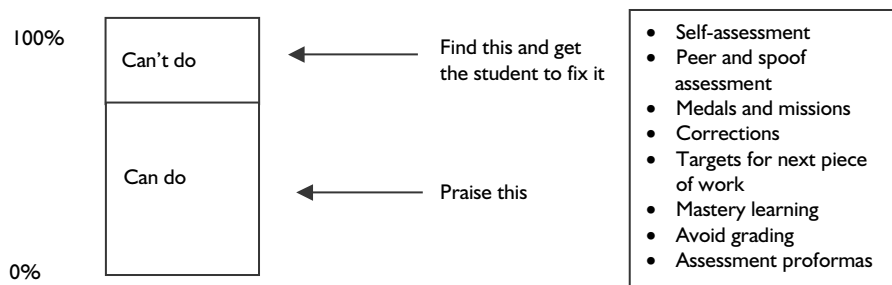 100%
Can't do
Find this and get
the student to fix it
Can do
Praise this
0%
• Self-assessment
• Peer and spoof
assessment
• Medals and missions
• Corrections
• Targets for next piece
of work
• Mastery learning
• Avoid grading
• Assessment proformas